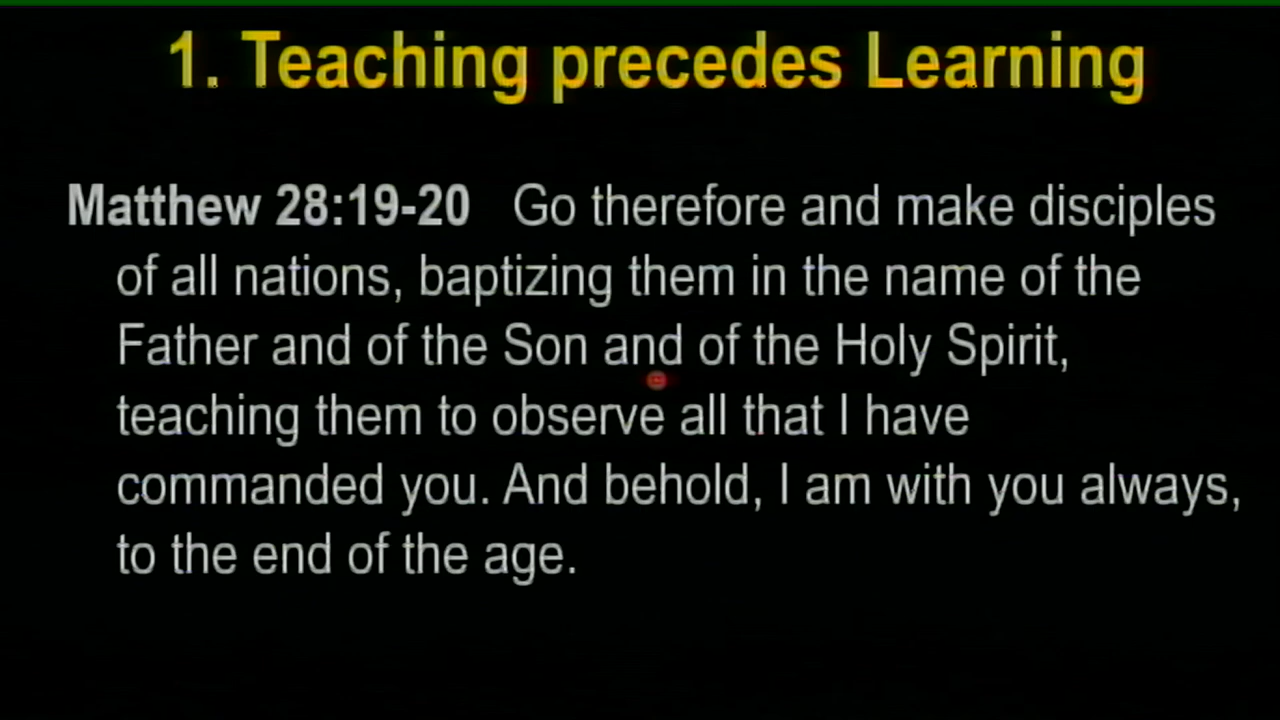 1. Teaching precedes Learning
Matthew 28:19-20 Go therefore and make disciples
of all nations, baptizing them in the name of the
Father and of the Son and of the Holy Spirit,
teaching them to observe all that I have
commanded you. And behold, I am with you always,
to the end of the age.